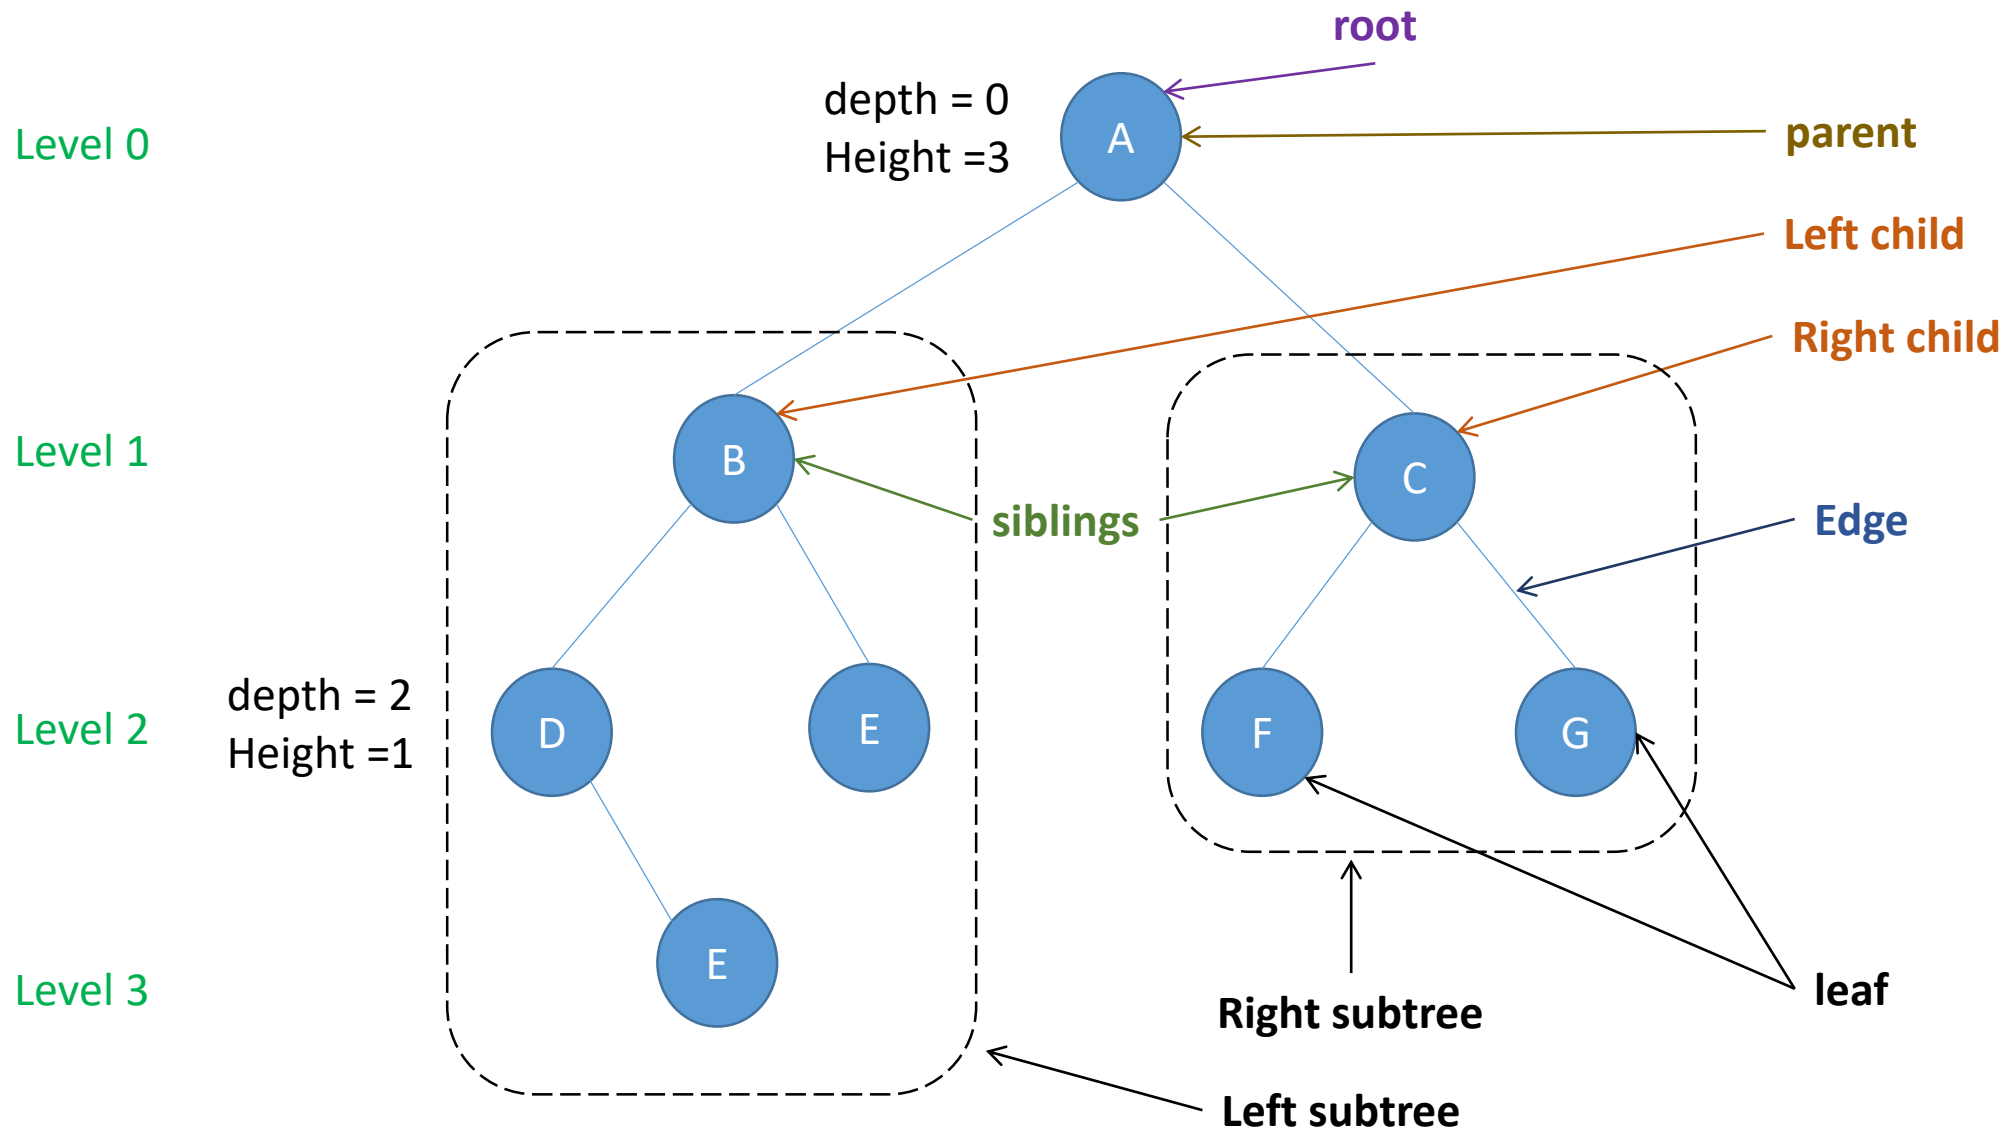 root
depth = 0
Height =3
Level 0
A
parent
Left child
Right child
Level 1
B
C
siblings
Edge
depth = 2
Height =1
Level 2
D
E
F
G
Level 3
E
leaf
Right subtree
Left subtree